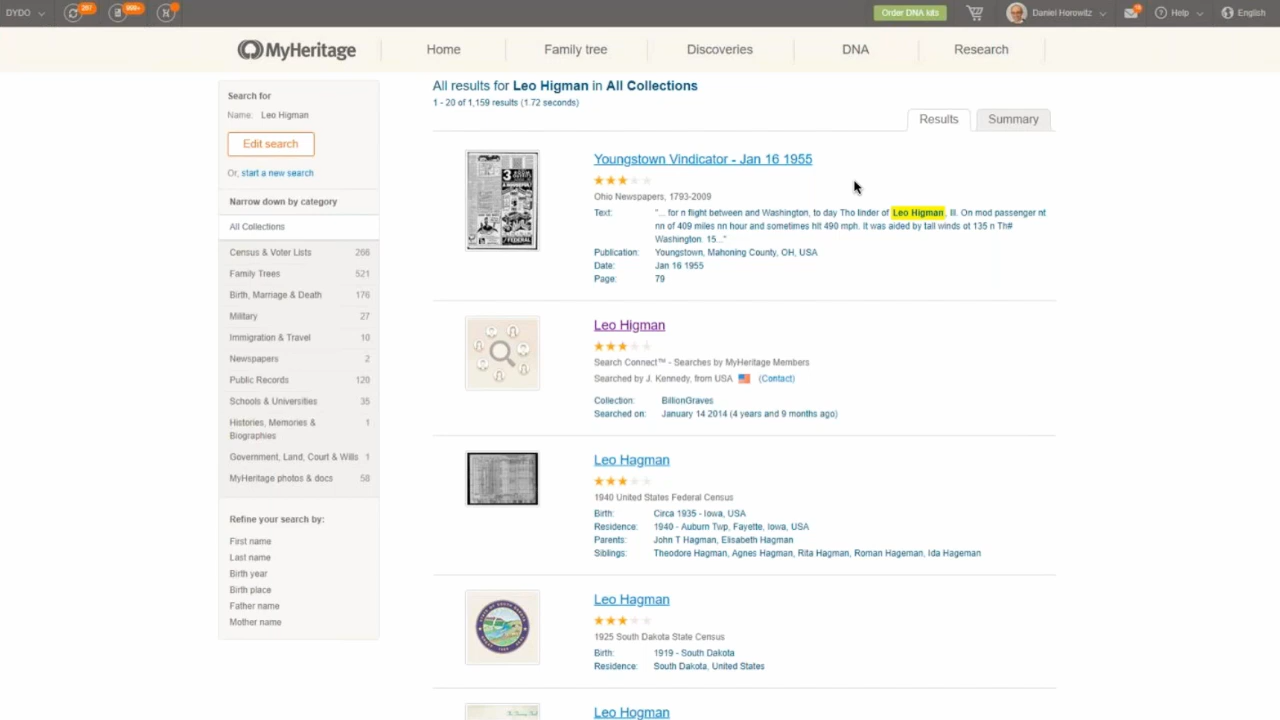 DYDO 267 999+ Order DNA kits Daniel Horowitz Help English
MyHeritage Home Family tree Discoveries DNA Research
Search for
Name: Leo Higman
Edit search
Or, start a new search
Narrow down by category
All Collections
Census & Voter Lists 266
Family Trees 521
Birth, Marriage & Death 176
Military 27
Immigration & Travel 10
Newspapers 2
Public Records 120
Schools & Universities 35
Histories, Memories &
Biographies 1
Government, Land, Court & Wills 1
MyHeritage photos & docs 58
Refine your search by:
First name
Last name
Birth year
Birth place
Father name
Mother name
All results for Leo Higman in All Collections
1 - 20 of 1,159 results (1.72 seconds)
Results Summary
Youngstown Vindicator - Jan 16 1955
Ohio Newspapers, 1793-2009
Text: "... for n flight between and Washington, to day Tho linder of Leo Higman, Ill. On mod passenger nt
nn of 409 miles nn hour and sometimes hit 490 mph. It was aided by tall winds ot 135 n Th#
Washington. 15..."
Publication: Youngstown, Mahoning County, OH, USA
Date: Jan 16 1955
Page: 79
Leo Higman
Search Connect™ - Searches by MyHeritage Members
Searched by J. Kennedy, from USA (Contact)
Collection: BillionGraves
Searched on: January 14 2014 (4 years and 9 months ago)
Leo Hagman
1940 United States Federal Census
Birth: Circa 1935 - Iowa, USA
Residence: 1940 - Auburn Twp, Fayette, Iowa, USA
Parents: John T Hagman, Elisabeth Hagman
Siblings: Theodore Hagman, Agnes Hagman, Rita Hagman, Roman Hageman, Ida Hageman
Leo Hagman
1925 South Dakota State Census
Birth: 1919 - South Dakota
Residence: South Dakota, United States
Leo Hogman